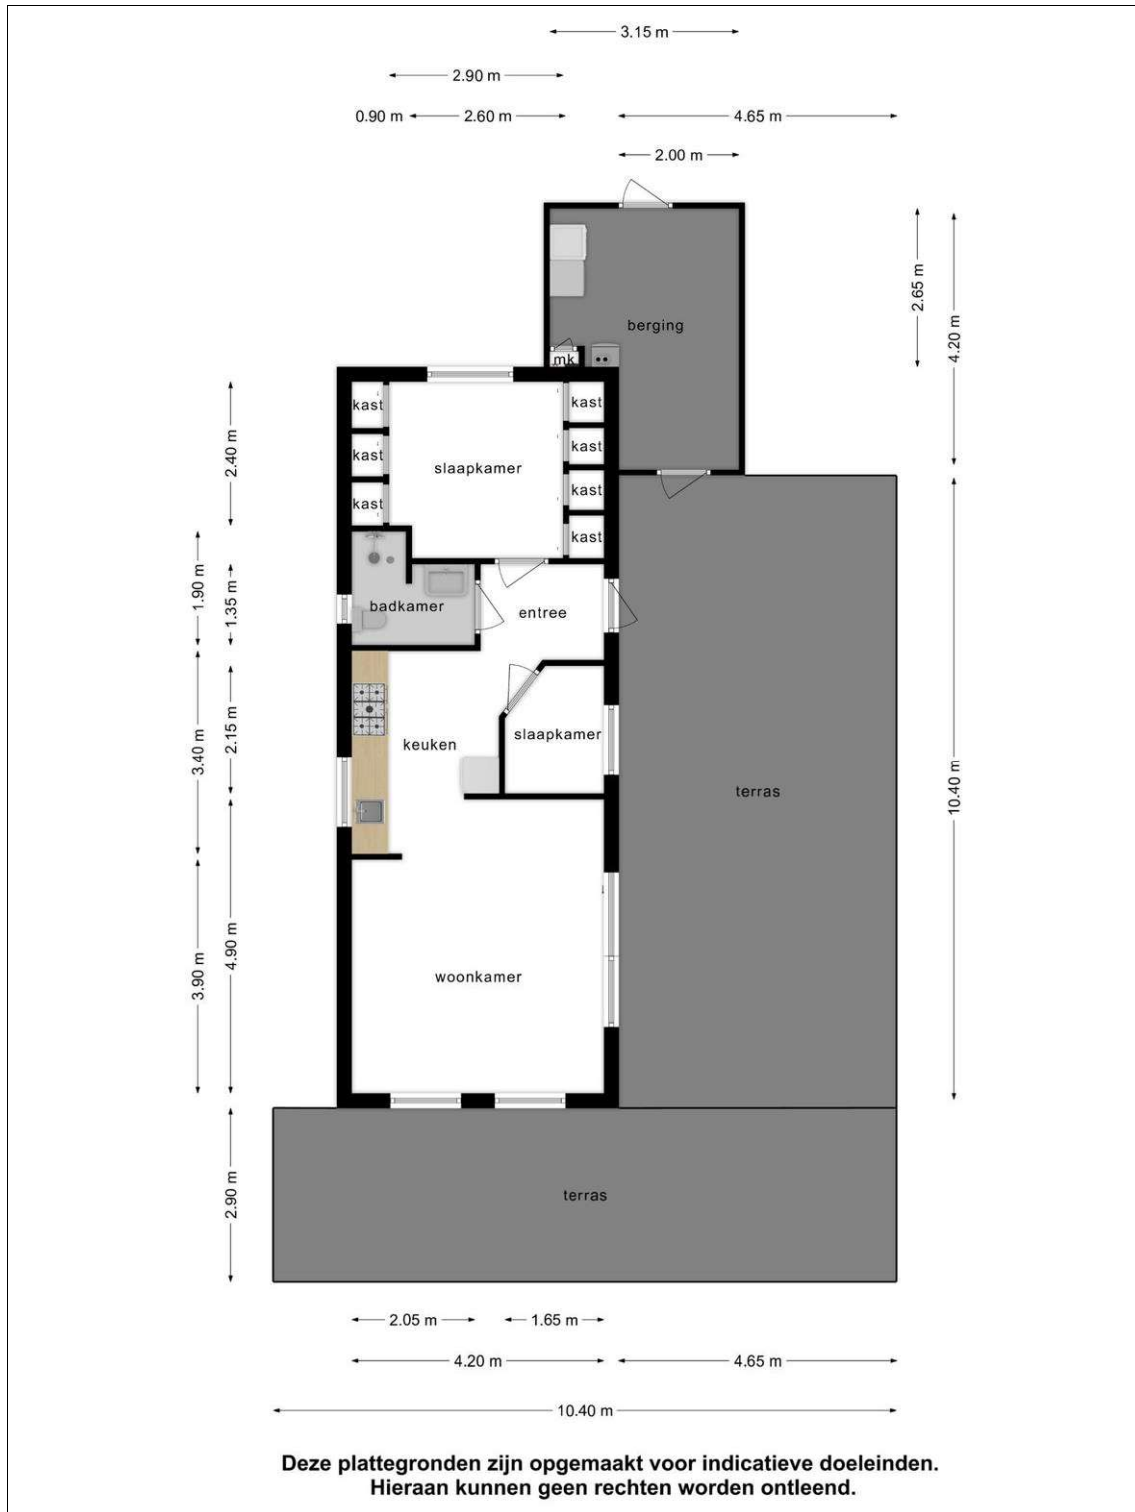 3.15 m
2.90 m
0.90 m
2.60 m
4.65 m
2.00 m
2.65 m
4.20 m
berging
mk
kast
kast
kast
kast
kast
kast
kast
slaapkamer
2.40 m
1.90 m
1.35 m
badkamer
entree
3.40 m
2.15 m
keuken
slaapkamer
terras
10.40 m
3.90 m
4.90 m
woonkamer
2.90 m
terras
2.05 m
1.65 m
4.20 m
4.65 m
10.40 m
Deze plattegronden zijn opgemaakt voor indicatieve doeleinden.
Hieraan kunnen geen rechten worden ontleend.